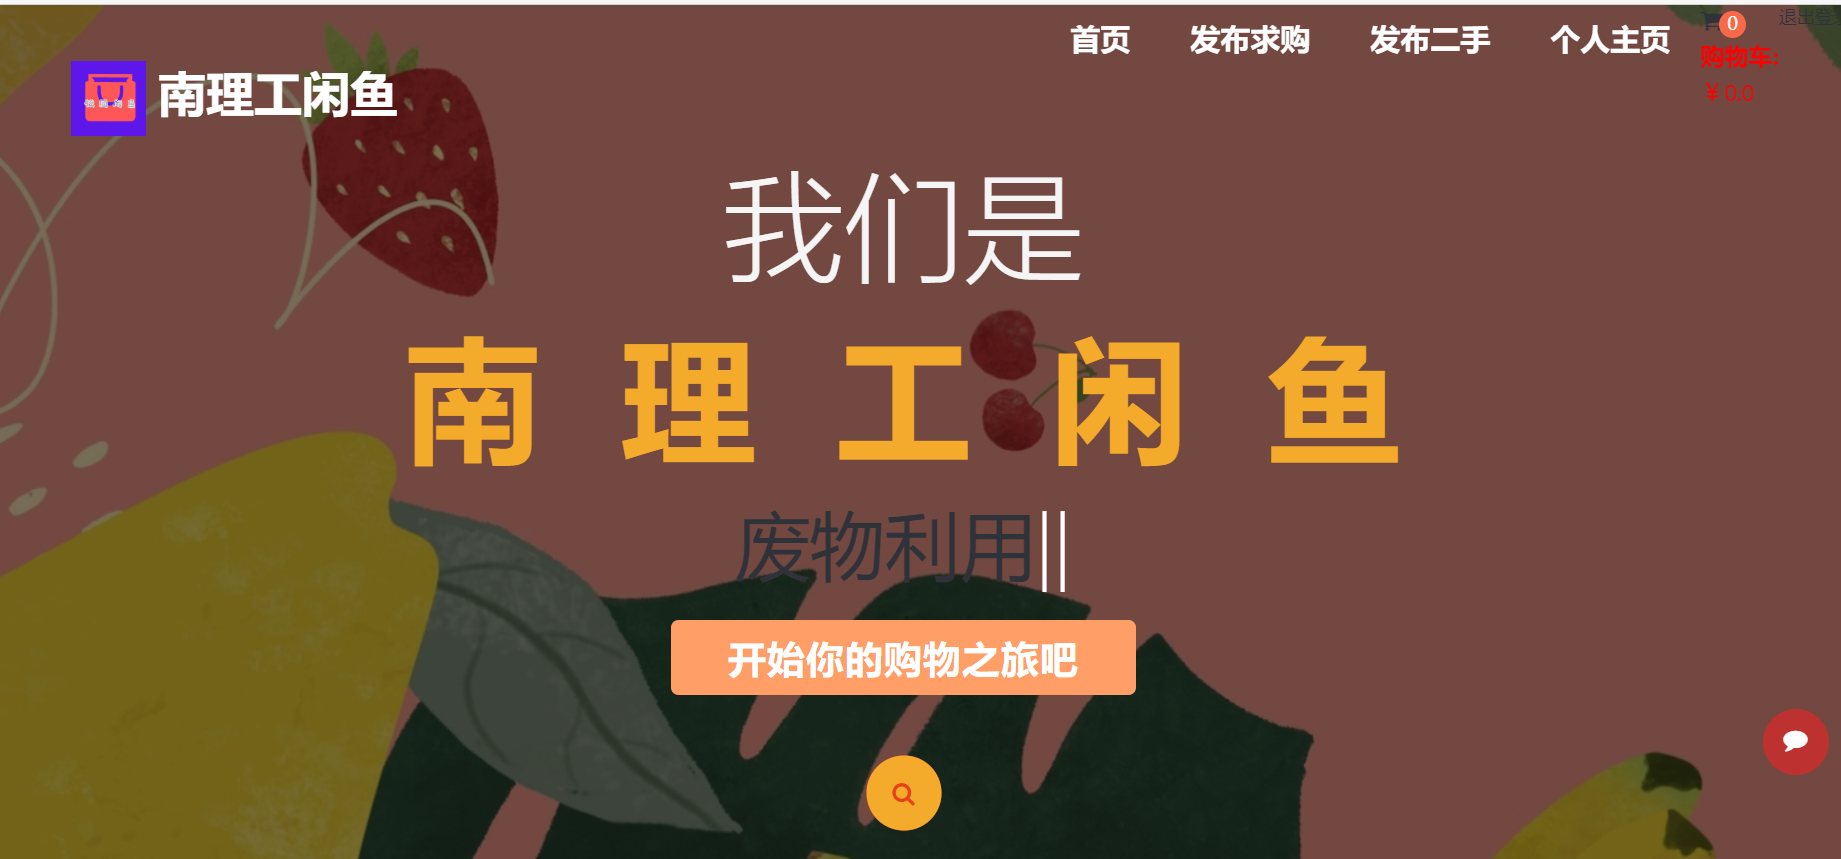 首页
发布求购
发布二手
个人主页
0
退出登
购物车:
￥0.0
南理工闲鱼
我们是
南理工闲鱼
废物利用||
开始你的购物之旅吧